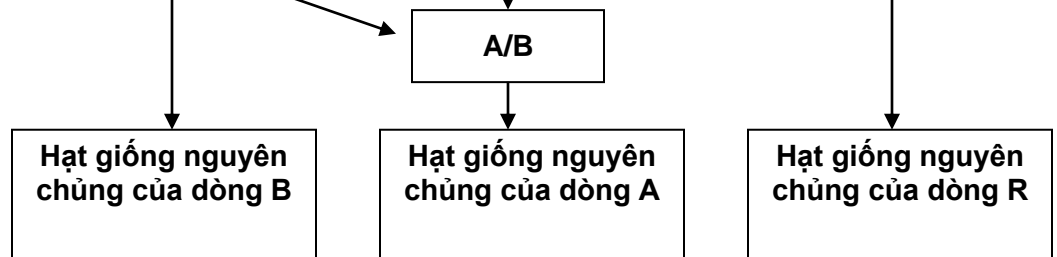 A/B
Hạt giống nguyên
chủng của dòng B
Hạt giống nguyên
chủng của dòng A
Hạt giống nguyên
chủng của dòng R